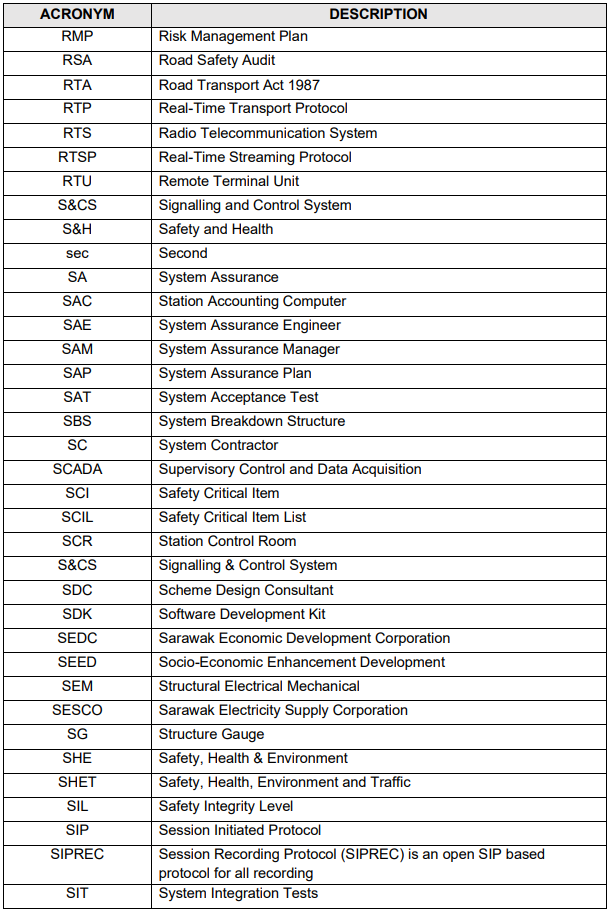 ACRONYM DESCRIPTION
RMP Risk Management Plan
RSA Road Safety Audit
RTA Road Transport Act 1987
RTP Real-Time Transport Protocol
RTS Radio Telecommunication System
RTSP Real-Time Streaming Protocol
RTU Remote Terminal Unit
S&CS Signalling and Control System
S&H Safety and Health
sec Second
SA System Assurance
SAC Station Accounting Computer
SAE System Assurance Engineer
SAM System Assurance Manager
SAP System Assurance Plan
SAT System Acceptance Test
SBS System Breakdown Structure
SC System Contractor
SCADA Supervisory Control and Data Acquisition
SCI Safety Critical Item
SCIL Safety Critical Item List
SCR Station Control Room
S&CS Signalling & Control System
SDC Scheme Design Consultant
SDK Software Development Kit
SEDC Sarawak Economic Development Corporation
SEED Socio-Economic Enhancement Development
SEM Structural Electrical Mechanical
SESCO Sarawak Electricity Supply Corporation
SG Structure Gauge
SHE Safety, Health & Environment
SHET Safety, Health, Environment and Traffic
SIL Safety Integrity Level
SIP Session Initiated Protocol
SIPREC Session Recording Protocol (SIPREC) is an open SIP based
protocol for all recording
SIT System Integration Tests